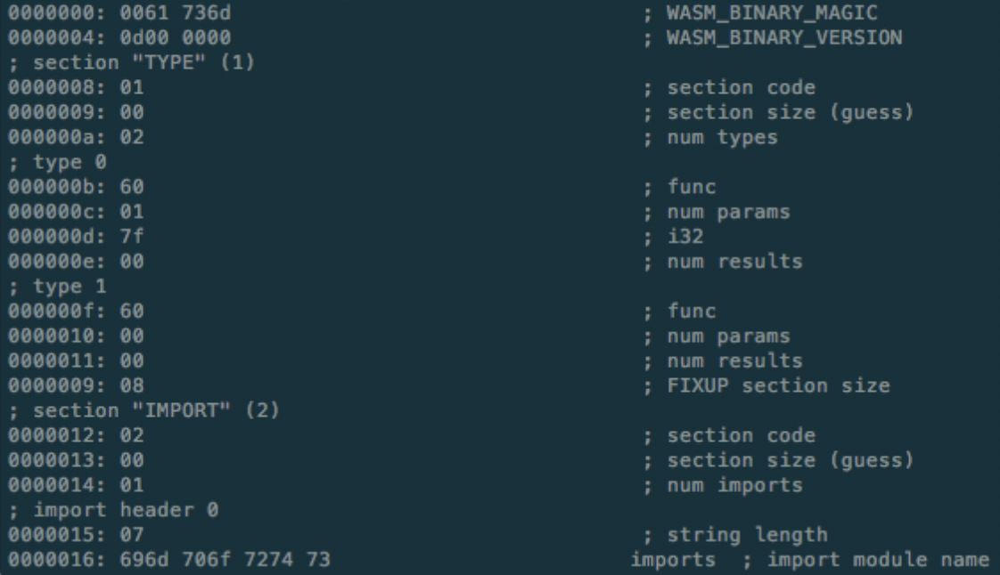 0000000: 0061 736d ; WASM_BINARY_MAGIC
0000004: 0d00 0000 ; WASM_BINARY_VERSION
; section "TYPE" (1)
0000008: 01 ; section code
0000009: 00 ; section size (guess)
000000a: 02 ; num types
; type 0
000000b: 60 ; func
000000c: 01 ; num params
000000d: 7f ; i32
000000e: 00 ; num results
; type 1
000000f: 60 ; func
0000010: 00 ; num params
0000011: 00 ; num results
0000009: 08 ; FIXUP section size
; section "IMPORT" (2)
0000012: 02 ; section code
0000013: 00 ; section size (guess)
0000014: 01 ; num imports
; import header 0
0000015: 07 ; string length
0000016: 696d 706f 7274 73 imports ; import module name